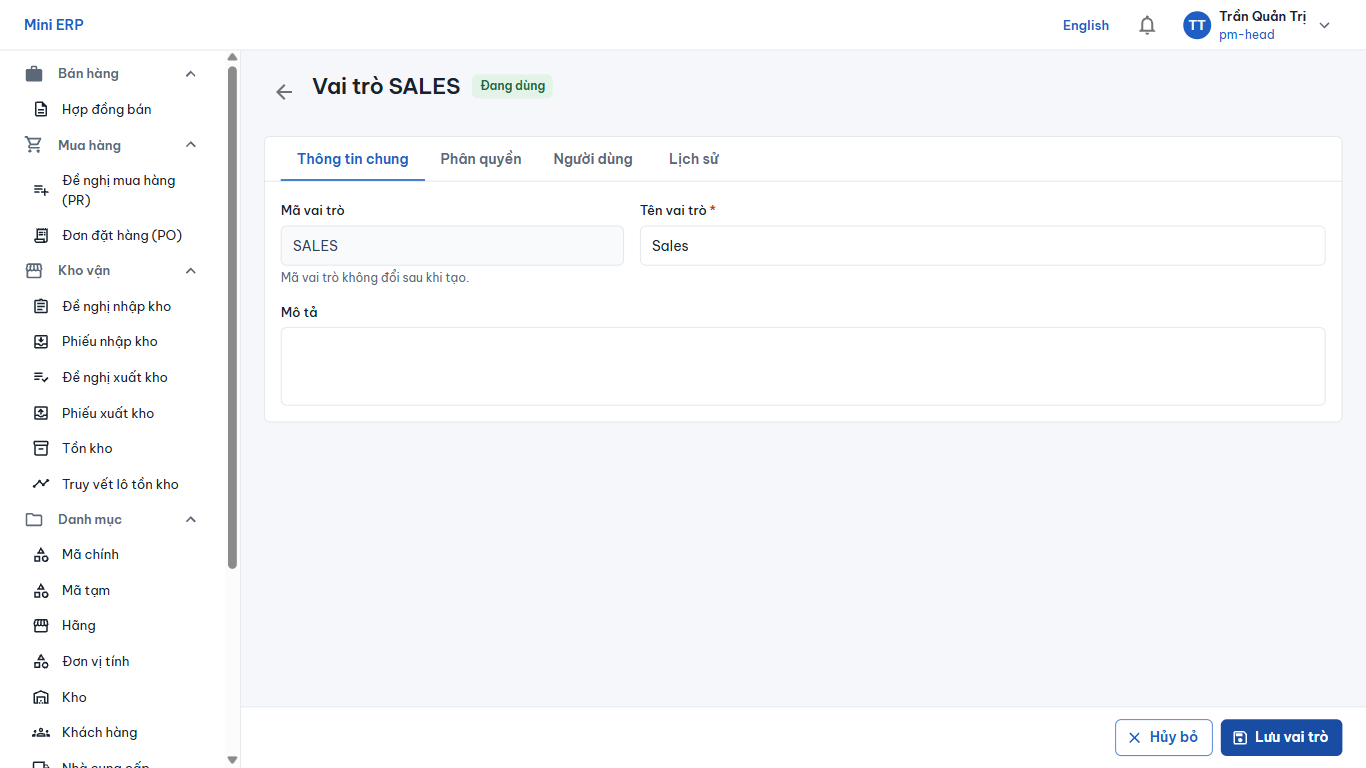 Mini ERP
English
TT
Trần Quản Trị
pm-head
Bán hàng
Hợp đồng bán
Mua hàng
Đề nghị mua hàng
(PR)
Đơn đặt hàng (PO)
Kho vận
Đề nghị nhập kho
Phiếu nhập kho
Đề nghị xuất kho
Phiếu xuất kho
Tồn kho
Truy vết lô tồn kho
Danh mục
Mã chính
Mã tạm
Hãng
Đơn vị tính
Kho
Khách hàng
Nhà cung cấp
Vai trò SALES
Đang dùng
Thông tin chung
Phân quyền
Người dùng
Lịch sử
Mã vai trò
Tên vai trò *
SALES
Sales
Mã vai trò không đổi sau khi tạo.
Mô tả
Hủy bỏ
Lưu vai trò